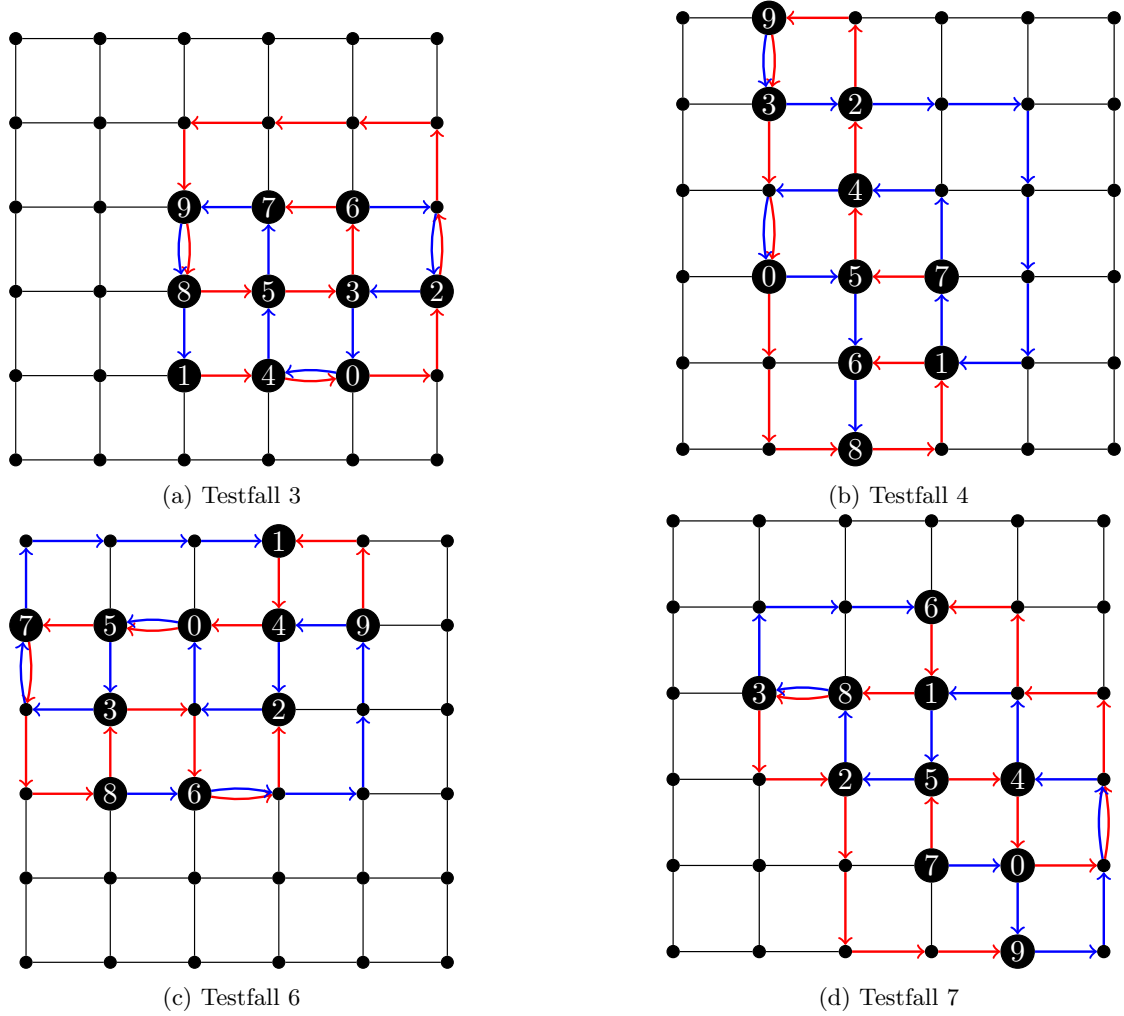 9
3 2
4
0 5 7
6 1
8
9 7 6
8 5 3 2
1 4 0
(a) Testfall 3
(b) Testfall 4
1
7 5 0 4 9
3 2
8 6
6
3 8 1
2 5 4
7 0
9
(c) Testfall 6
(d) Testfall 7